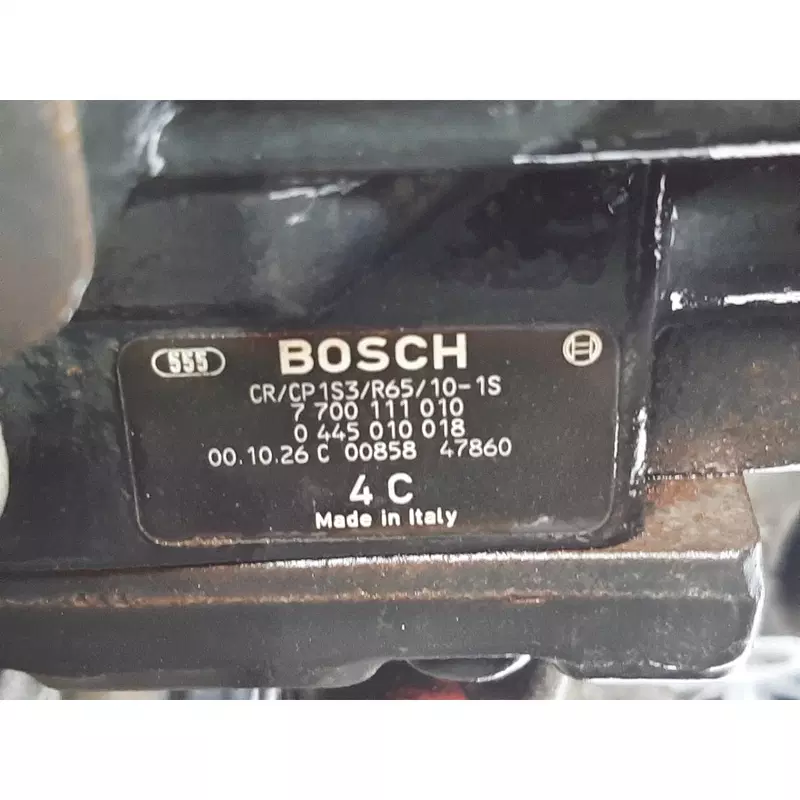 555 BOSCH
CR/CP1S3/R65/10-1S
7 700 111 010
0 445 010 018
00.10.26 C 00858 47860
4 C
Made in Italy